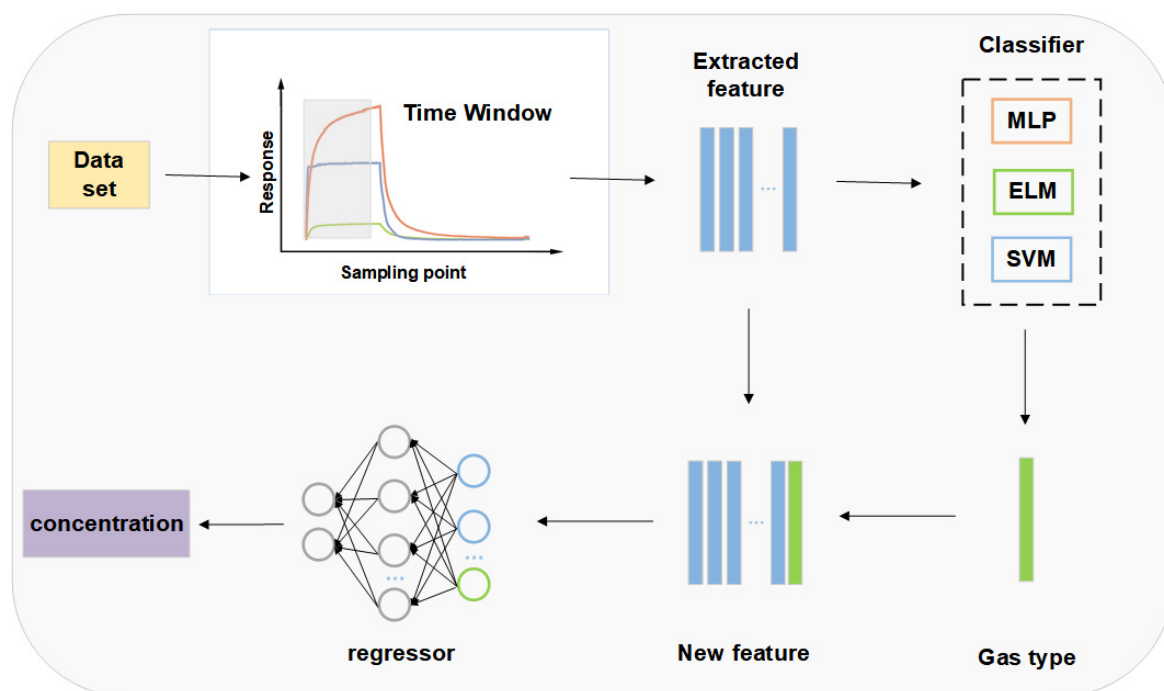 Data
set
Response
Time Window
Sampling point
Extracted
feature
...
Classifier
MLP
ELM
SVM
concentration
...
...
regressor
...
New feature
Gas type